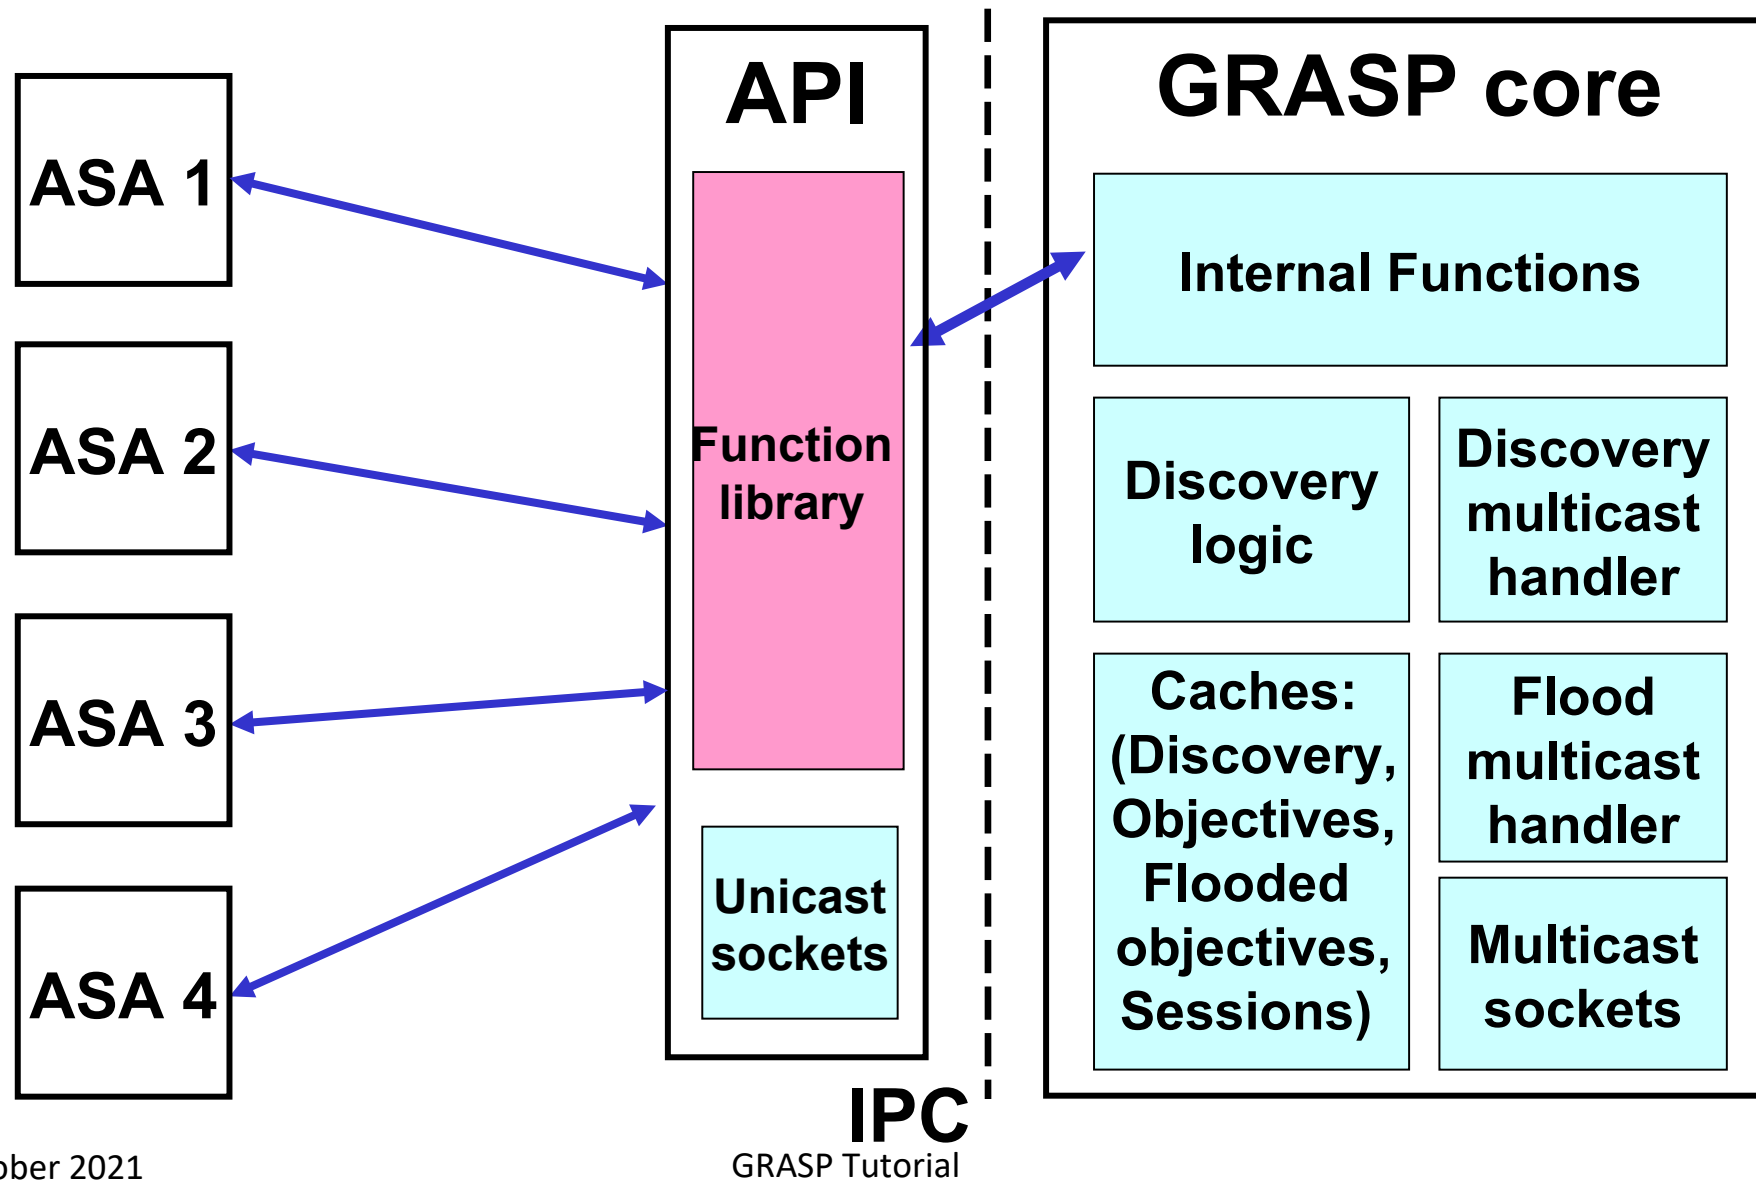 API
GRASP core
ASA 1
ASA 2
ASA 3
ASA 4
Function
library
Unicast
sockets
Internal Functions
Discovery
logic
Discovery
multicast
handler
Caches:
(Discovery,
Objectives,
Flooded
objectives,
Sessions)
Flood
multicast
handler
Multicast
sockets
IPC
2021
GRASP Tutorial